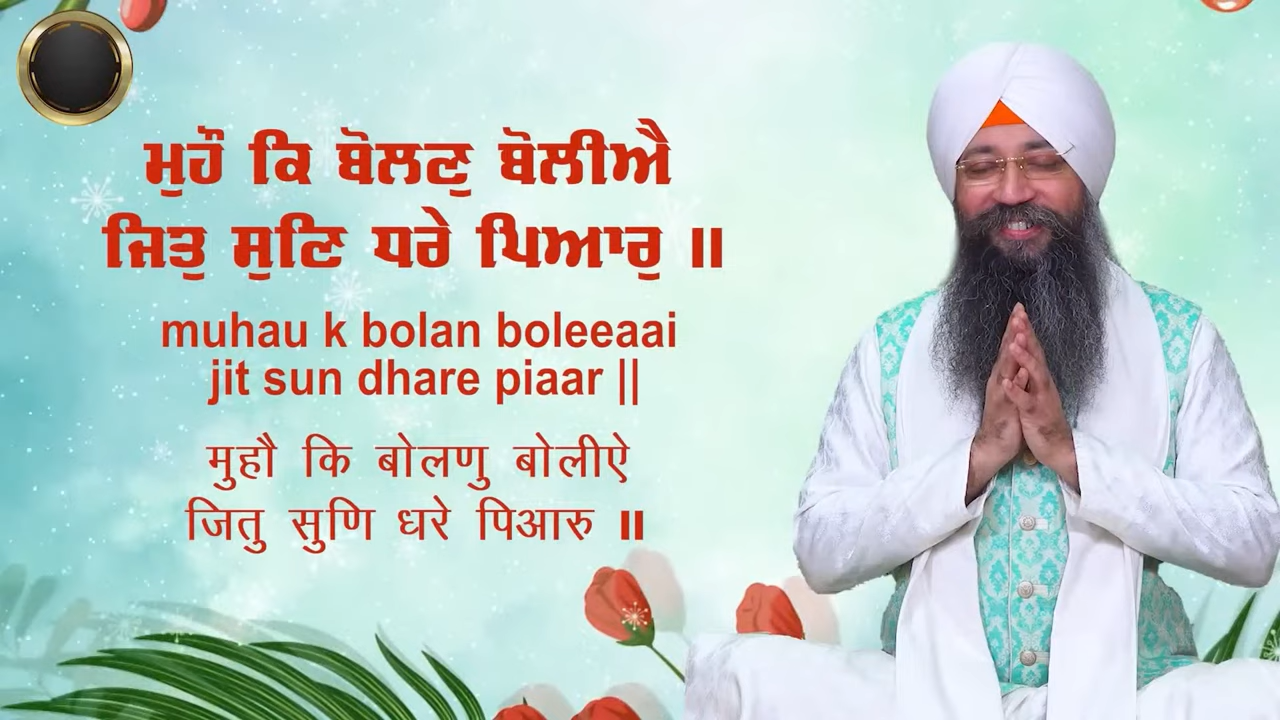 ਮੁਹੌ ਕਿ ਬੋਲਣੁ ਬੋਲੀਐ
ਜਿਤੁ ਸੁਣਿ ਧਰੇ ਪਿਆਰੁ ॥
muhau k bolan boleeaai
jit sun dhare piaar ||
मुहौ कि बोलणु बोलीऐ
जितु सुणि धरे पिआरु ॥